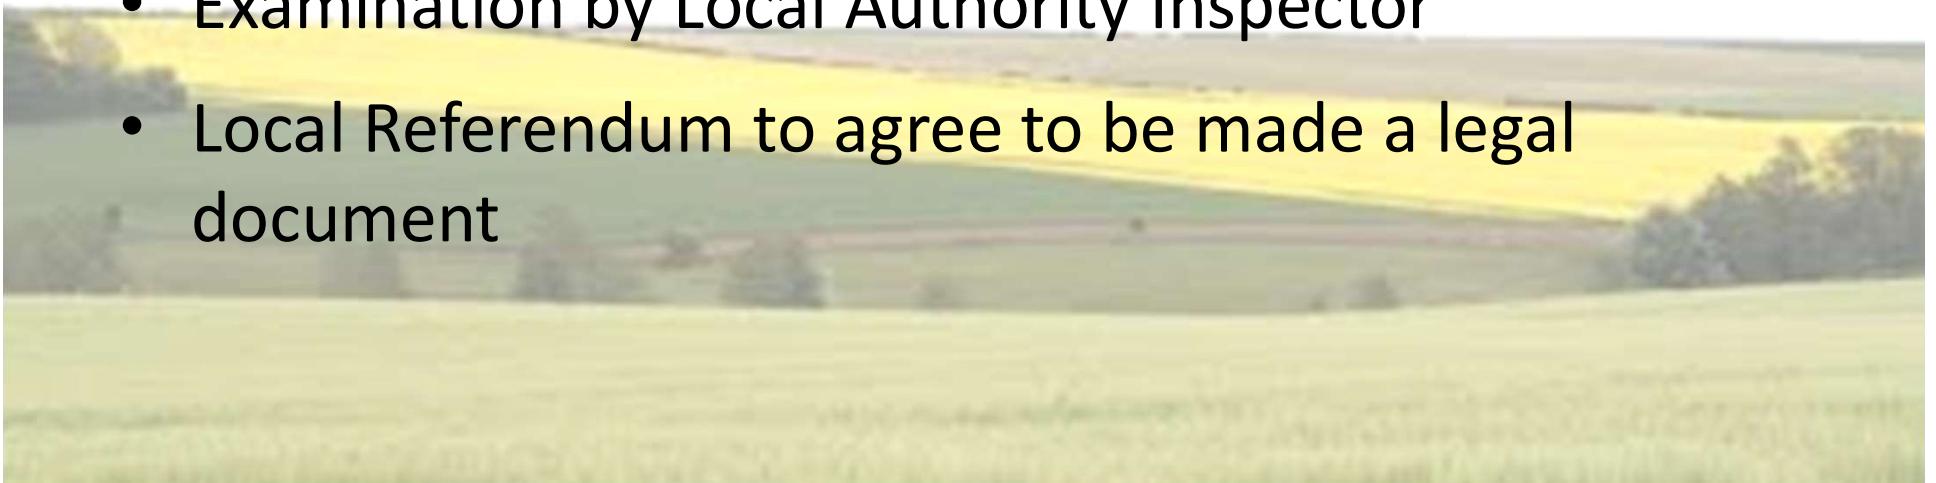 • Examination by Local Authority Inspector
• Local Referendum to agree to be made a legal
document